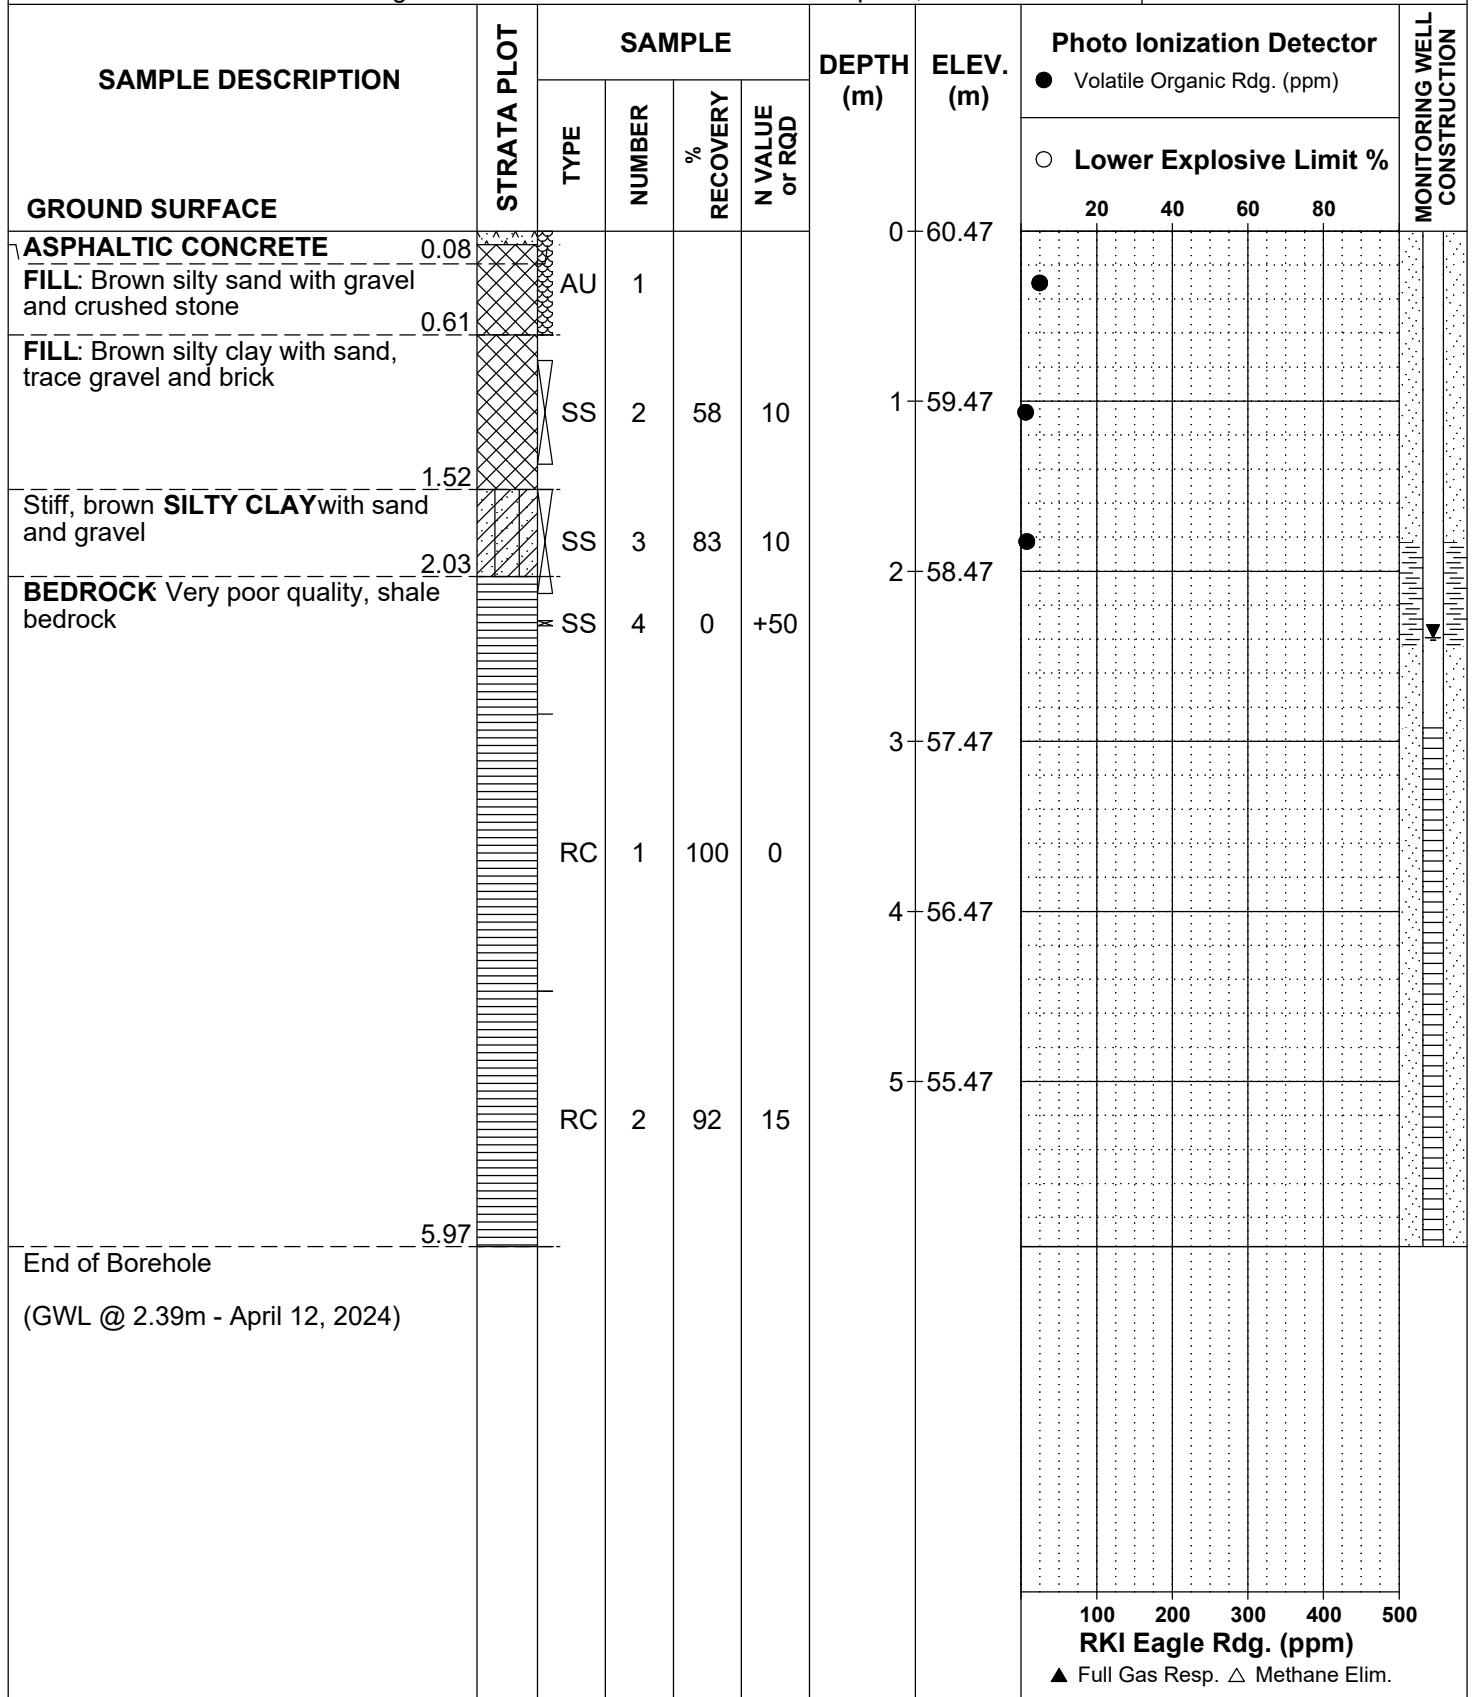 SAMPLE DESCRIPTION
GROUND SURFACE
STRATA PLOT
SAMPLE
TYPE
NUMBER
%
RECOVERY
N VALUE
or RQD
DEPTH
(m)
ELEV.
(m)
Photo Ionization Detector
● Volatile Organic Rdg. (ppm)
○ Lower Explosive Limit %
20 40 60 80
MONITORING WELL
CONSTRUCTION
0 60.47
ASPHALTIC CONCRETE 0.08
FILL: Brown silty sand with gravel
and crushed stone
0.61
AU 1
FILL: Brown silty clay with sand,
trace gravel and brick
1 59.47
SS 2 58 10
1.52
Stiff, brown SILTY CLAYwith sand
and gravel
SS 3 83 10
2.03
2 58.47
BEDROCK: Very poor quality, shale
bedrock
SS 4 0 +50
3 57.47
RC 1 100 0
4 56.47
5 55.47
RC 2 92 15
5.97
End of Borehole
(GWL @ 2.39m - April 12, 2024)
100 200 300 400 500
RKI Eagle Rdg. (ppm)
▲ Full Gas Resp. △ Methane Elim.